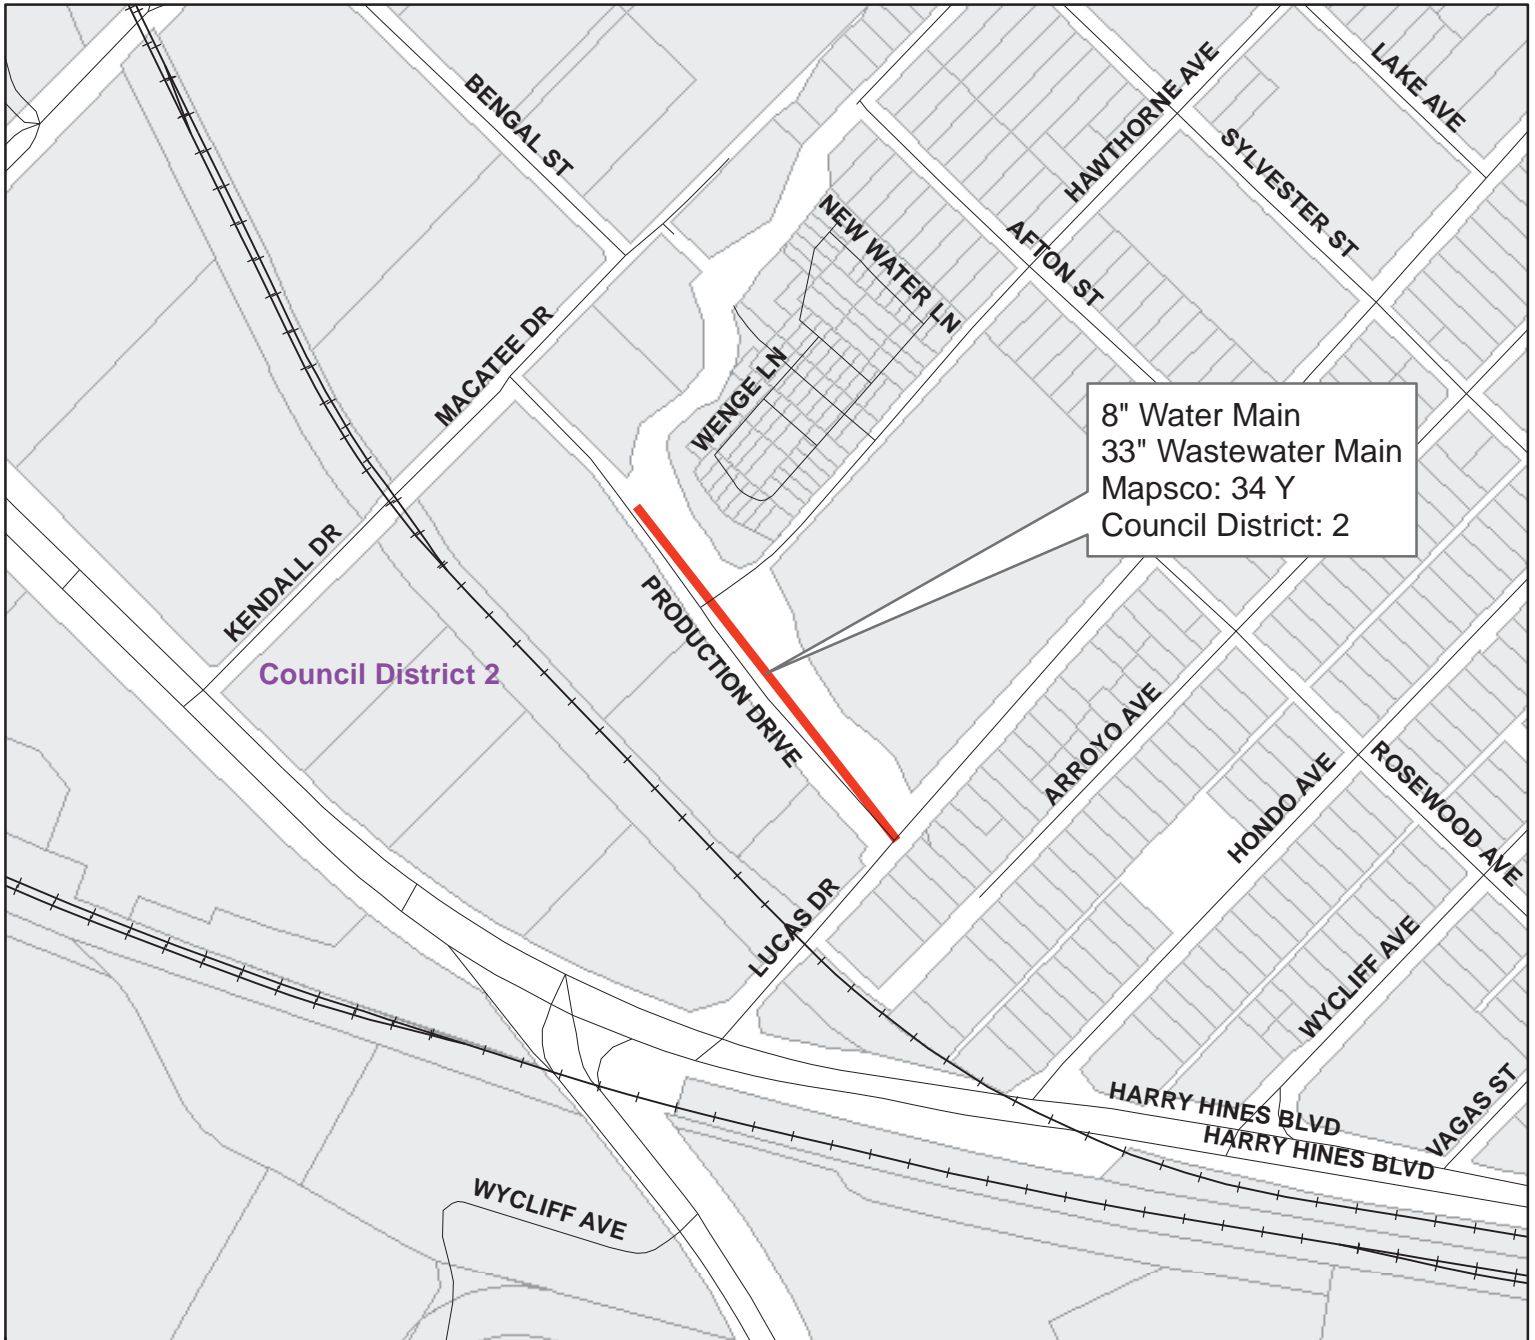 LAKE AVE
HAWTHORNE AVE
BENGAL ST
SYLVESTER ST
NEW WATER LN
AFTON ST
MACATEE DR
WENGE LN
8" Water Main
33" Wastewater Main
Mapsco: 34 Y
Council District: 2
KENDALL DR
PRODUCTION DRIVE
Council District 2
ARROYO AVE
HONDO AVE
ROSEWOOD AVE
LUCAS DR
WYCLIFF AVE
HARRY HINES BLVD
HARRY HINES BLVD
VAGAS ST
WYCLIFF AVE